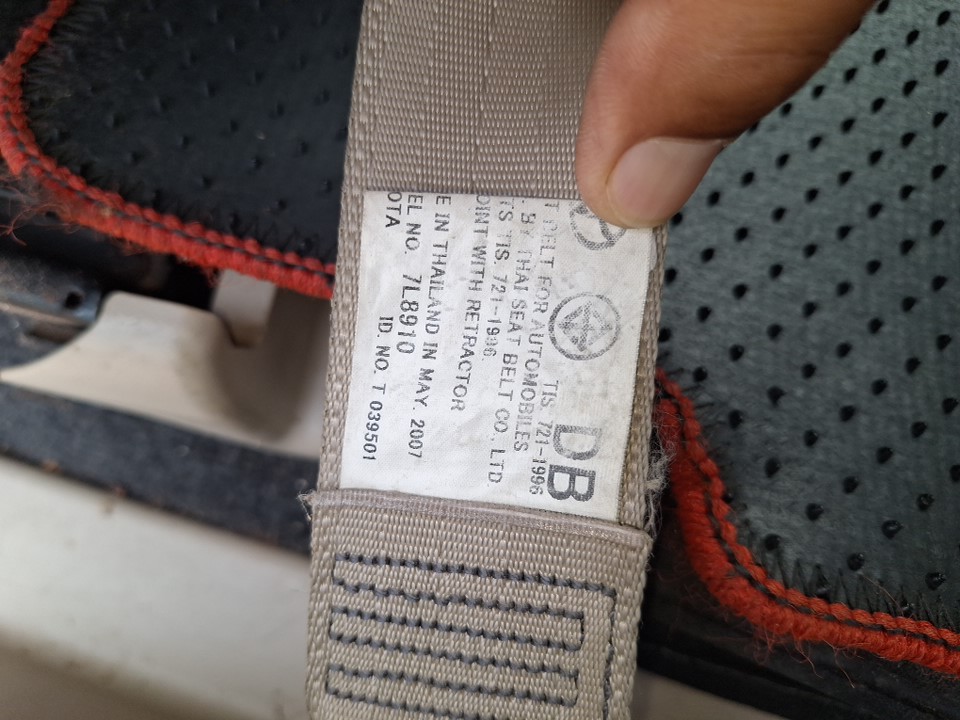 DB
TIS 721-1996
T BELT FOR AUTOMOBILES
. BY THAI SEAT BELT CO., LTD
TS TIS. 721-1996
OINT WITH RETRACTOR
E IN THAILAND IN MAY. 2007
EL NO. 7L8910
OTA ID. NO. T 039501